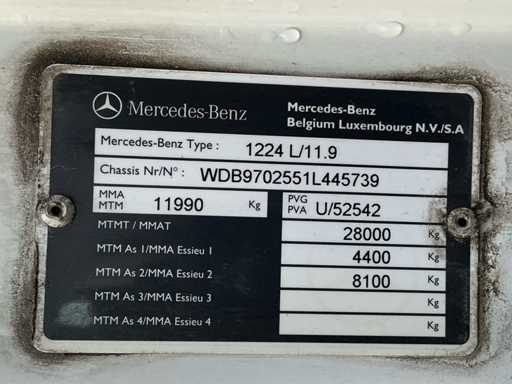 Mercedes-Benz
Mercedes-Benz
Belgium Luxembourg N.V./S.A
Mercedes-Benz Type : 1224 L/11.9
Chassis Nr/N° : WDB9702551L445739
MMA
MTM 11990 Kg
PVG
PVA U/52542
MTMT / MMAT 28000 Kg
MTM As 1/MMA Essieu 1 4400 Kg
MTM As 2/MMA Essieu 2 8100 Kg
MTM As 3/MMA Essieu 3 Kg
MTM As 4/MMA Essieu 4 Kg